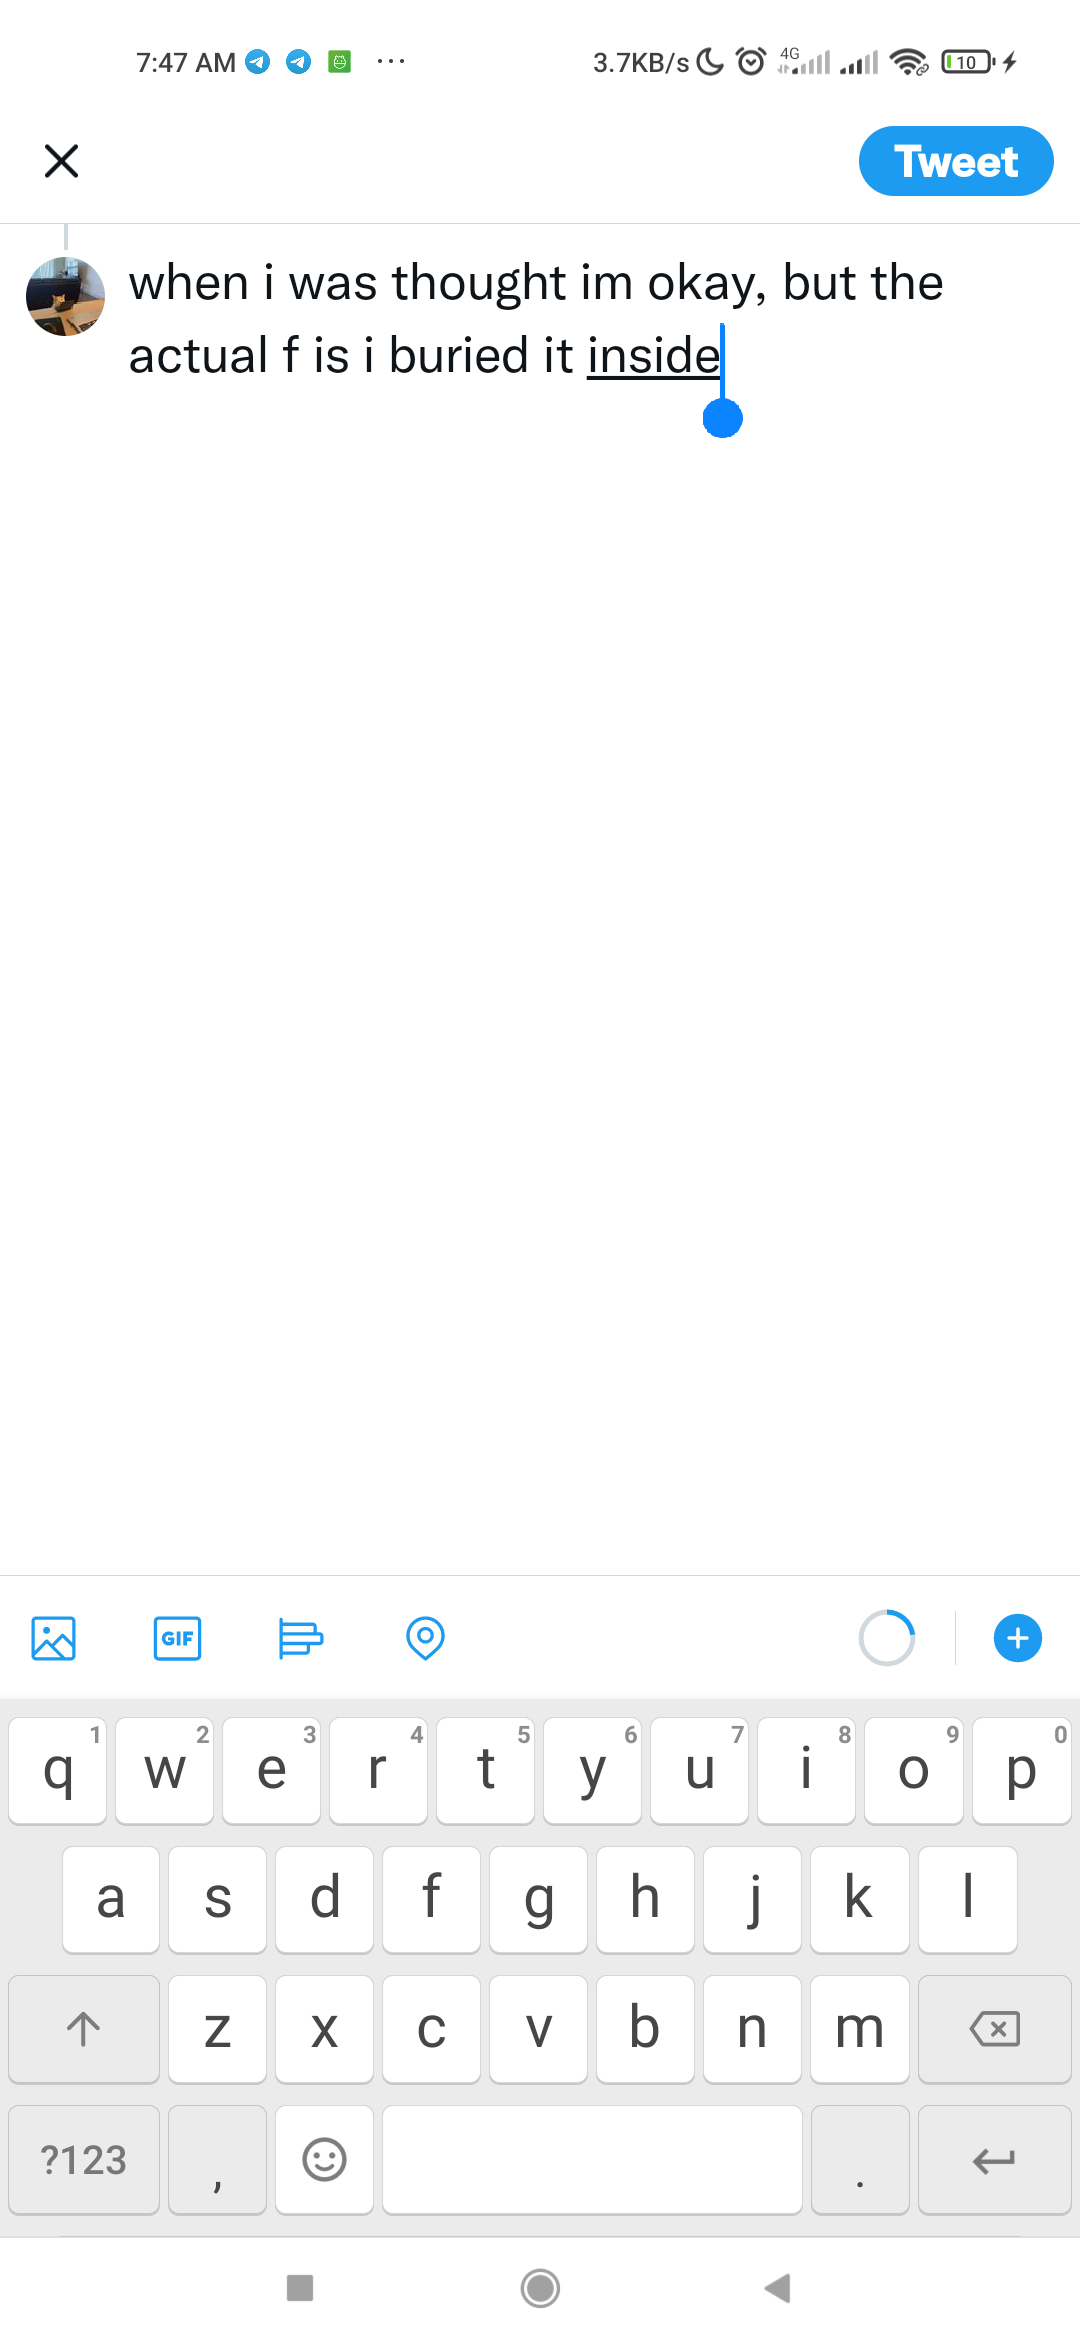 7:47 AM ... 3.7KB/s 4G 10
Tweet
when i was thought im okay, but the
actual f is i buried it inside
GIF
1 2 3 4 5 6 7 8 9 0
q w e r t y u i o p
a s d f g h j k l
z x c v b n m
?123 , .